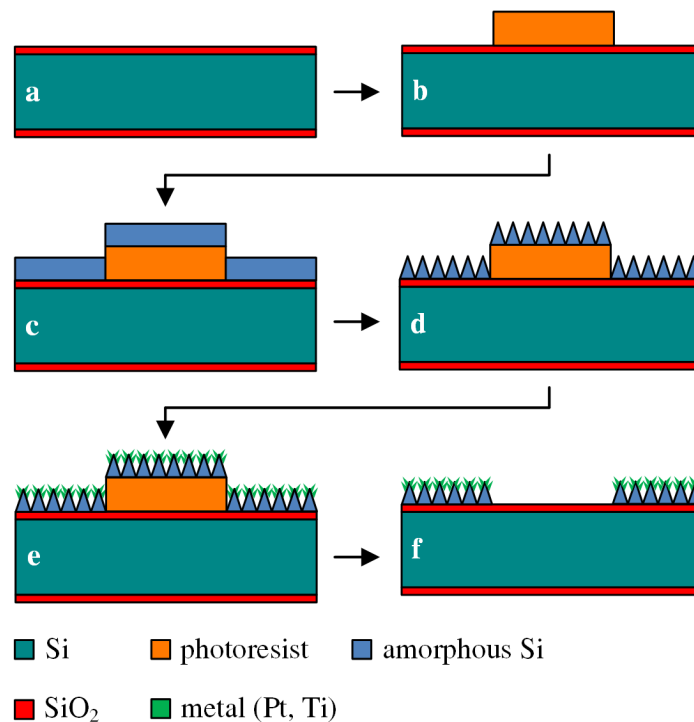 a
b
c
d
e
f
Si
photoresist
amorphous Si
SiO₂
metal (Pt, Ti)